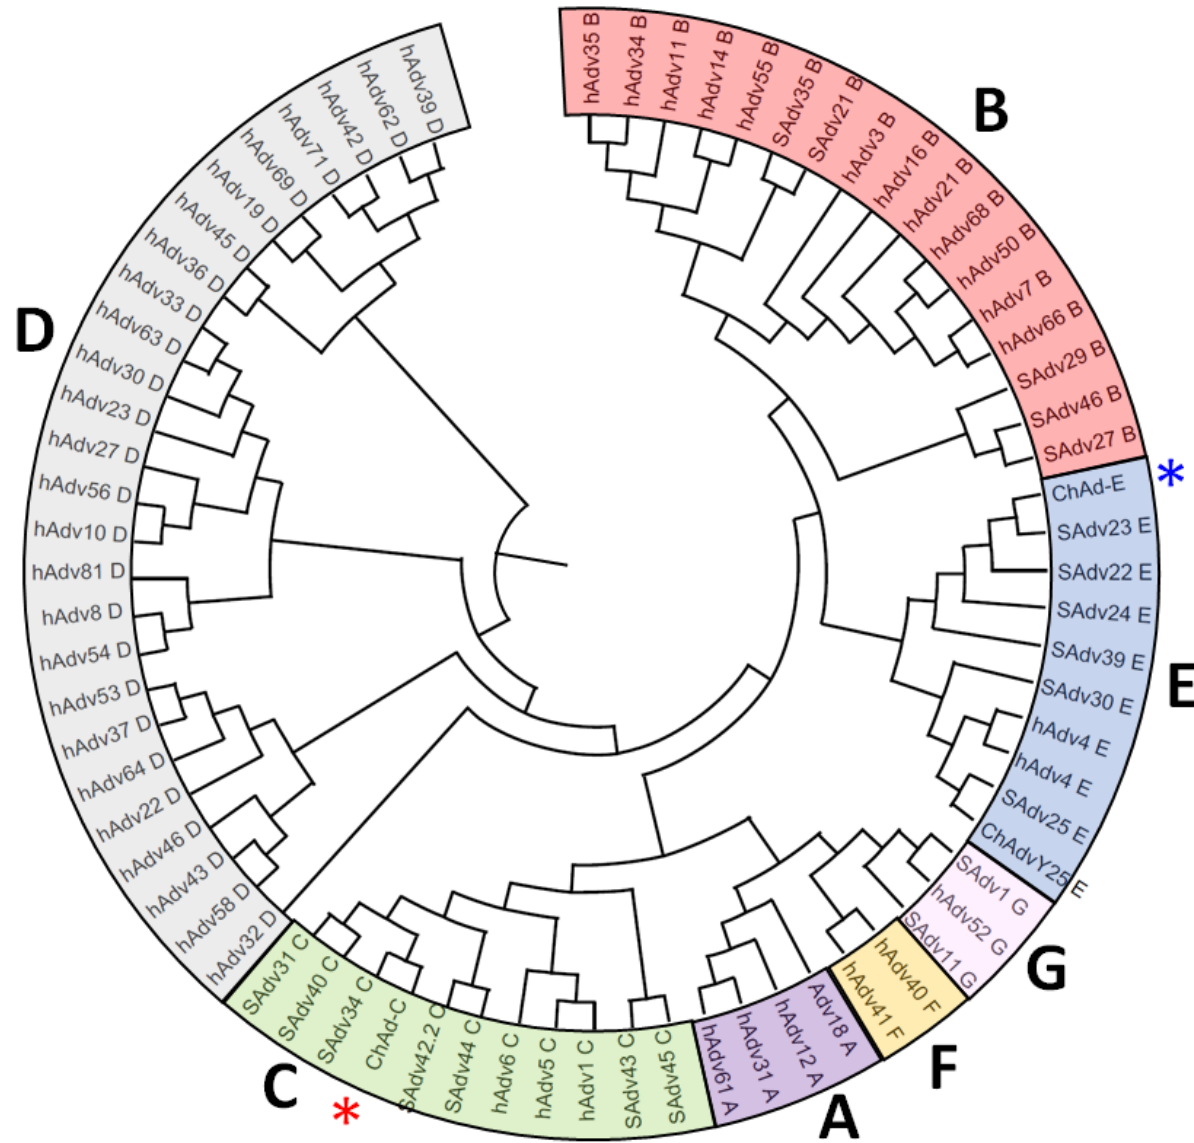 hAdv35 B
hAdv34 B
hAdv11 B
hAdv14 B
hAdv55 B
SAdv35 B
SAdv21 B
hAdv3 B
hAdv16 B
hAdv21 B
hAdv68 B
hAdv50 B
hAdv7 B
hAdv66 B
SAdv29 B
SAdv46 B
SAdv27 B
B
*
ChAd-E
SAdv23 E
SAdv22 E
SAdv24 E
SAdv39 E
SAdv30 E
hAdv4 E
hAdv4 E
SAdv25 E
ChAdvY25 E
E
SAdv1 G
hAdv52 G
SAdv11 G
G
hAdv40 F
hAdv41 F
F
Adv18 A
hAdv12 A
hAdv31 A
hAdv61 A
A
SAdv45 C
SAdv43 C
hAdv1 C
hAdv5 C
hAdv6 C
SAdv44 C
SAdv42.2 C
ChAd-C
SAdv34 C
SAdv40 C
SAdv31 C
C
*
hAdv32 D
hAdv58 D
hAdv43 D
hAdv46 D
hAdv22 D
hAdv64 D
hAdv37 D
hAdv53 D
hAdv54 D
hAdv8 D
hAdv81 D
hAdv10 D
hAdv56 D
hAdv27 D
hAdv23 D
hAdv30 D
hAdv63 D
hAdv33 D
hAdv36 D
hAdv45 D
hAdv19 D
hAdv69 D
hAdv71 D
hAdv42 D
hAdv62 D
hAdv39 D
D